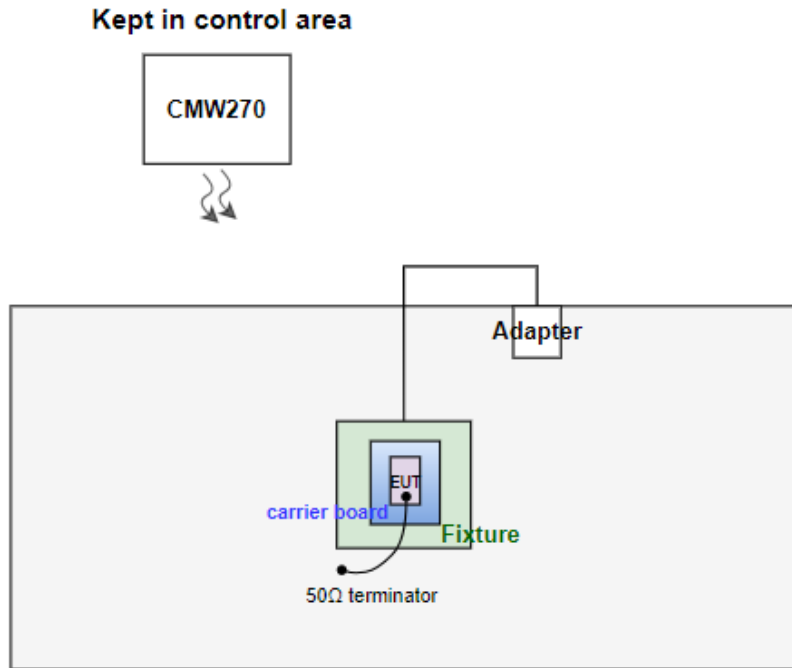 Kept in control area
CMW270
Adapter
EUT
carrier board
Fixture
50Ω terminator